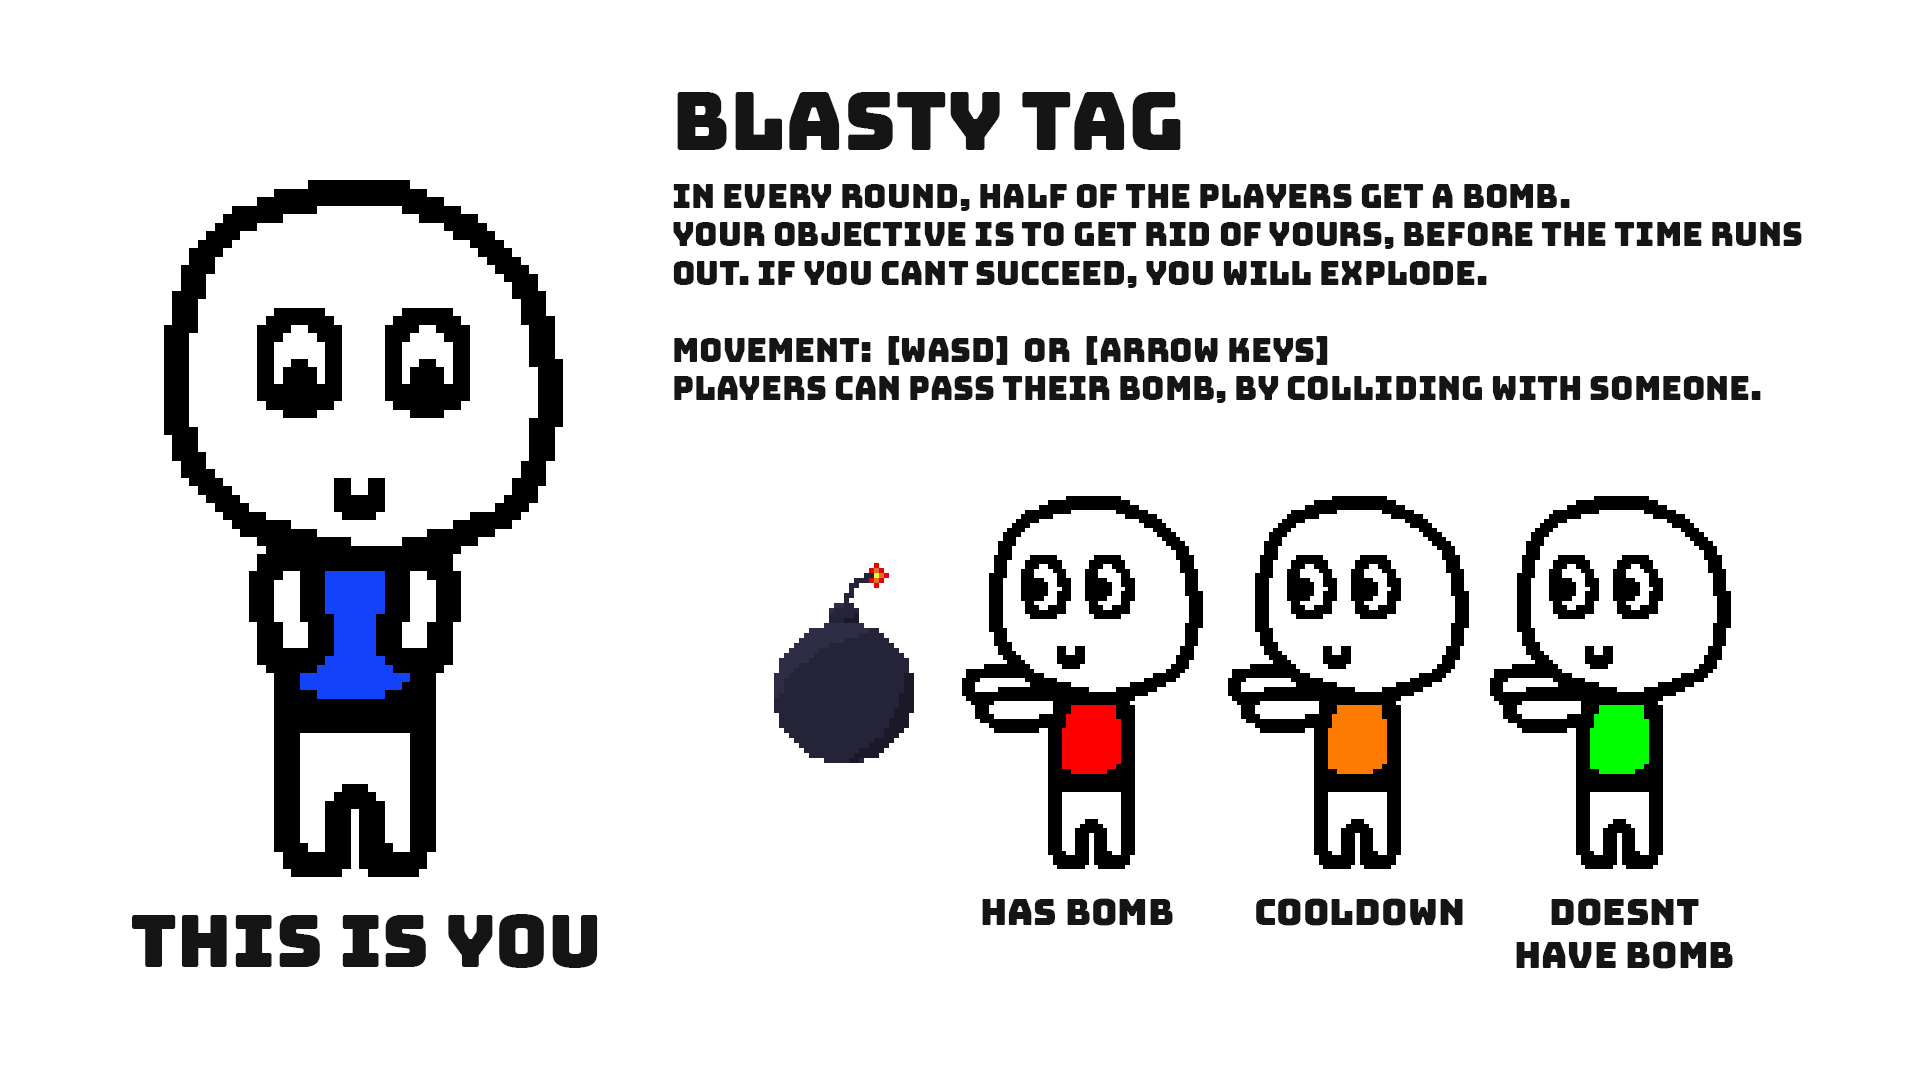 BLASTY TAG
IN EVERY ROUND, HALF OF THE PLAYERS GET A BOMB.
YOUR OBJECTIVE IS TO GET RID OF YOURS, BEFORE THE TIME RUNS
OUT. IF YOU CANT SUCCEED, YOU WILL EXPLODE.
MOVEMENT: [WASD] OR [ARROW KEYS]
PLAYERS CAN PASS THEIR BOMB, BY COLLIDING WITH SOMEONE.
THIS IS YOU
HAS BOMB
COOLDOWN
DOESNT
HAVE BOMB